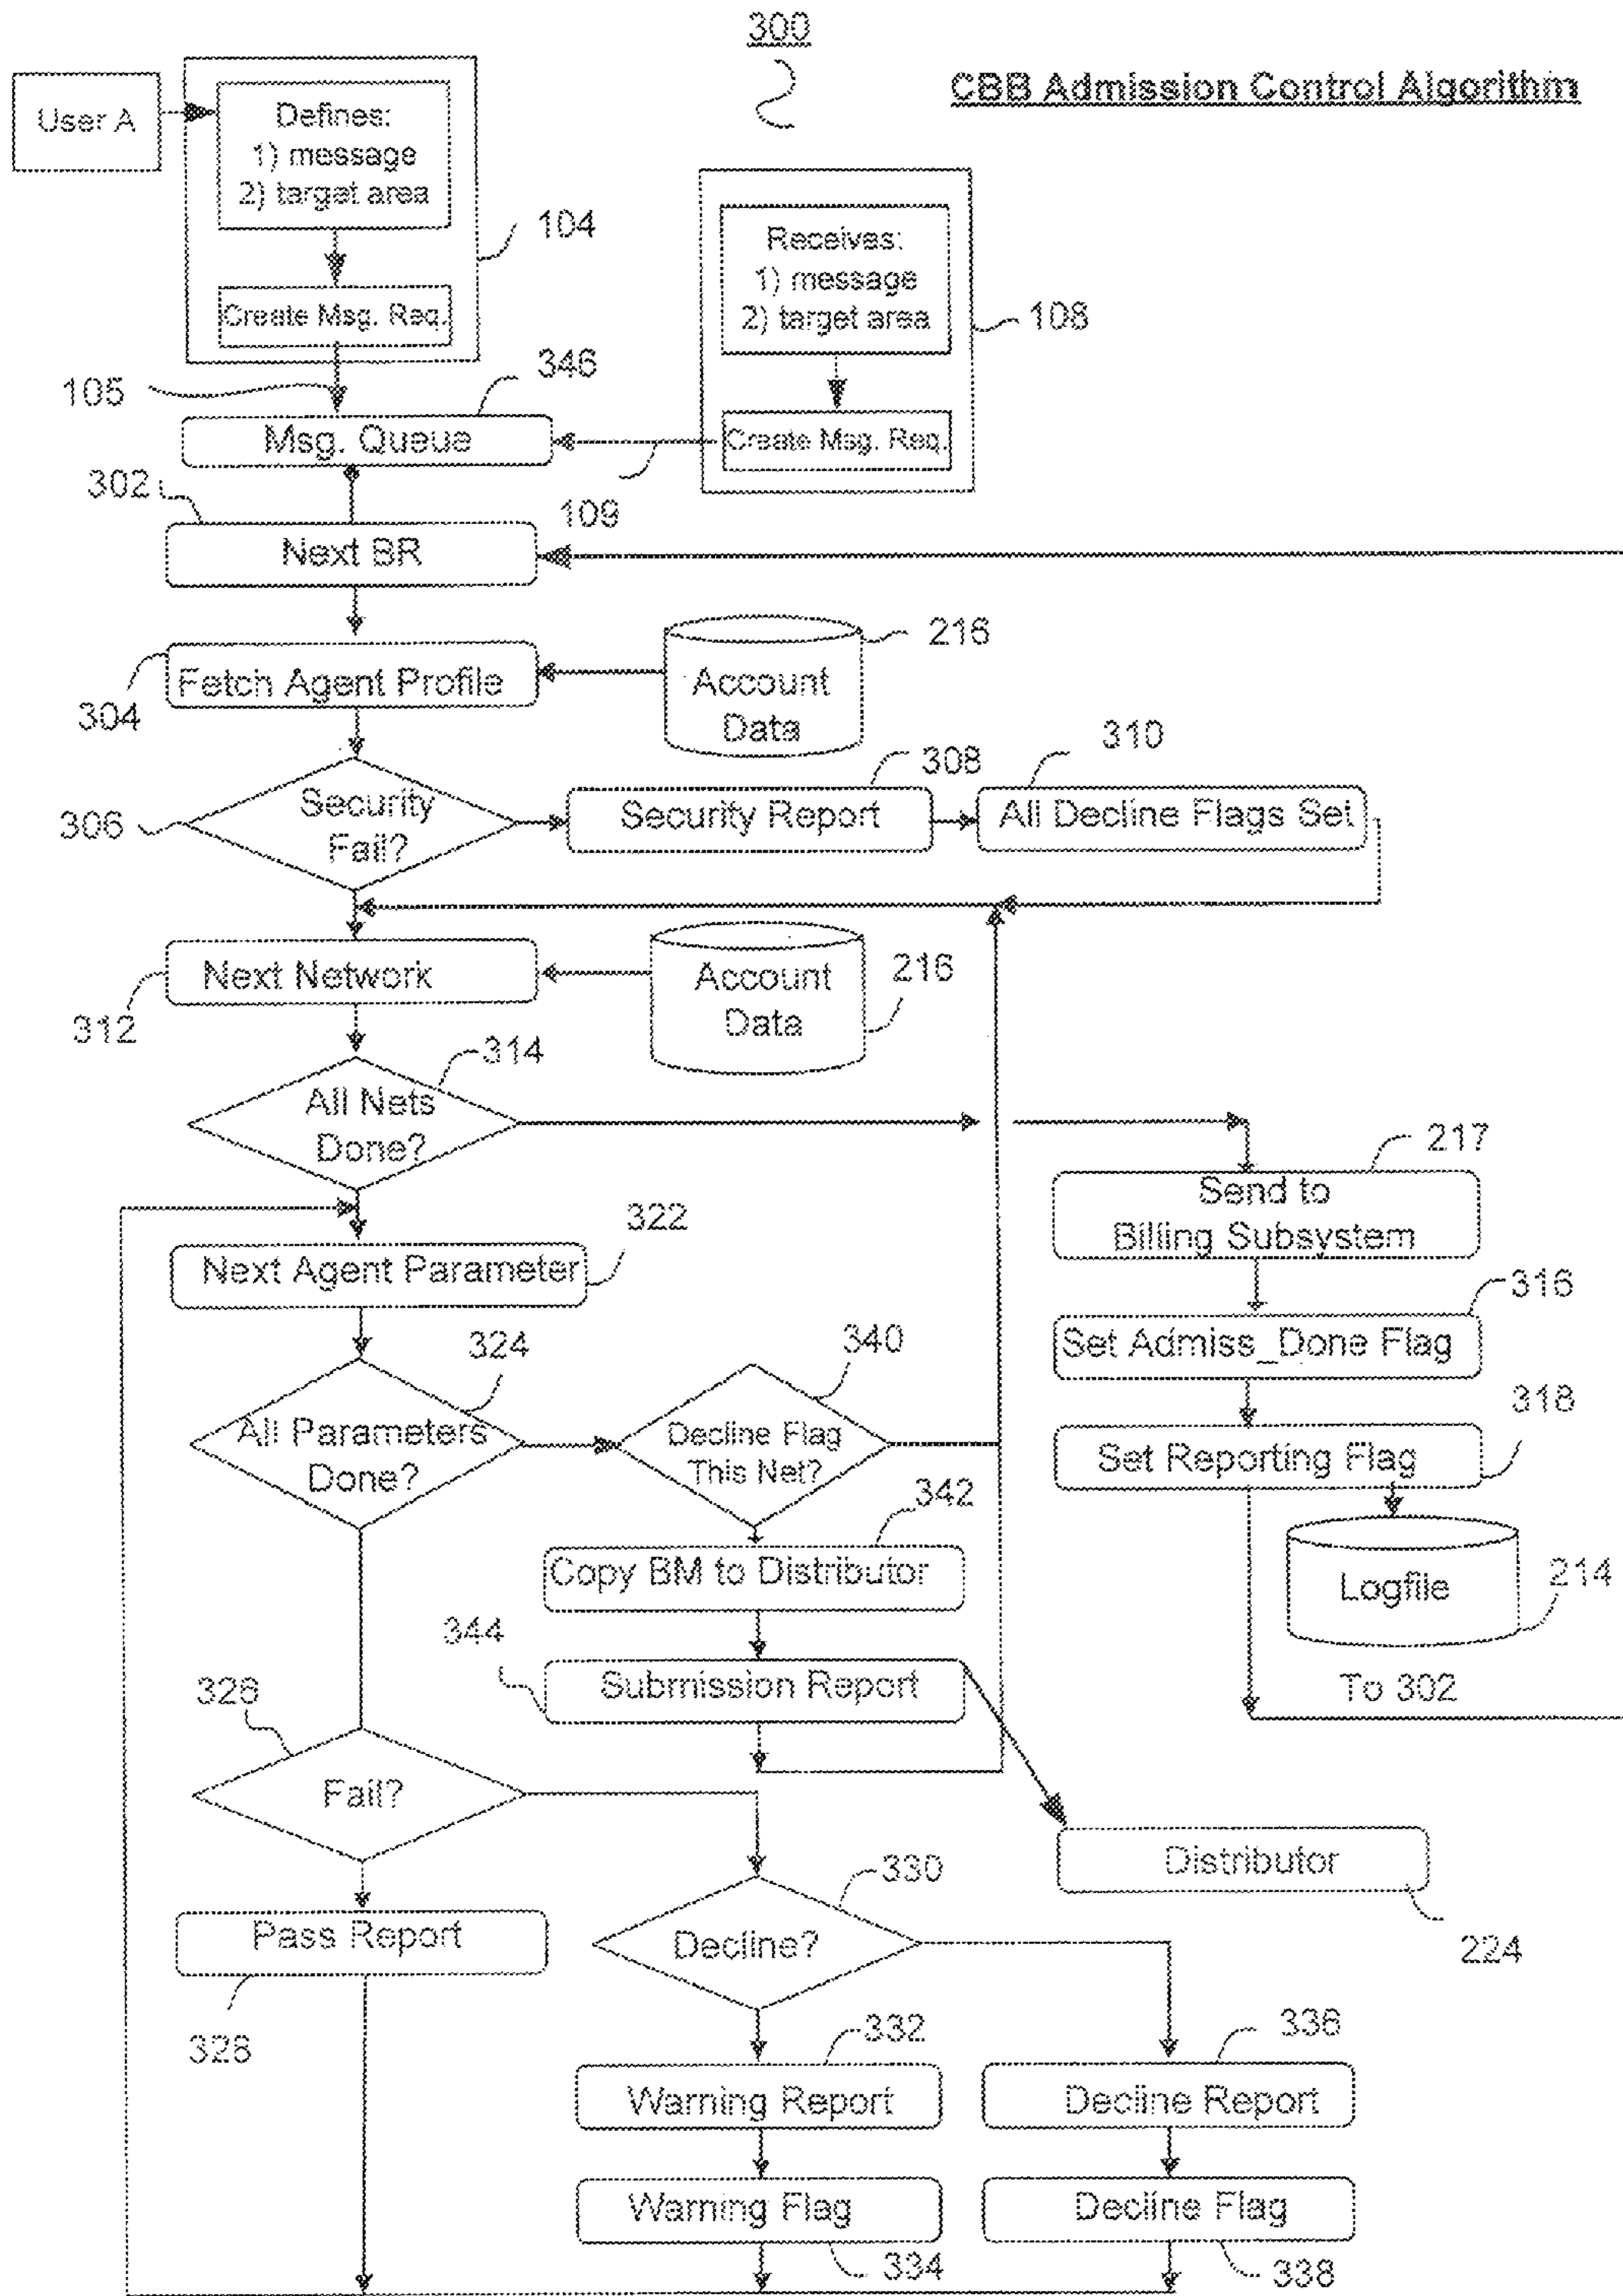 300
CBB Admission Control Algorithm
User A
Defines:
1) message
2) target area
Create Msg. Req.
104
Receives:
1) message
2) target area
Create Msg. Req.
108
105
346
Msg. Queue
109
302
Next BR
304
Fetch Agent Profile
Account
Data
216
306
Security
Fail?
308
Security Report
310
All Decline Flags Set
312
Next Network
Account
Data
216
314
All Nets
Done?
217
Send to
Billing Subsystem
322
Next Agent Parameter
316
Set Admiss_Done Flag
324
All Parameters
Done?
340
Decline Flag
This Net?
318
Set Reporting Flag
342
Copy BM to Distributor
Logfile
214
344
Submission Report
To 302
326
Fail?
Distributor
224
330
Decline?
Pass Report
328
332
Warning Report
336
Decline Report
Warning Flag
334
Decline Flag
338